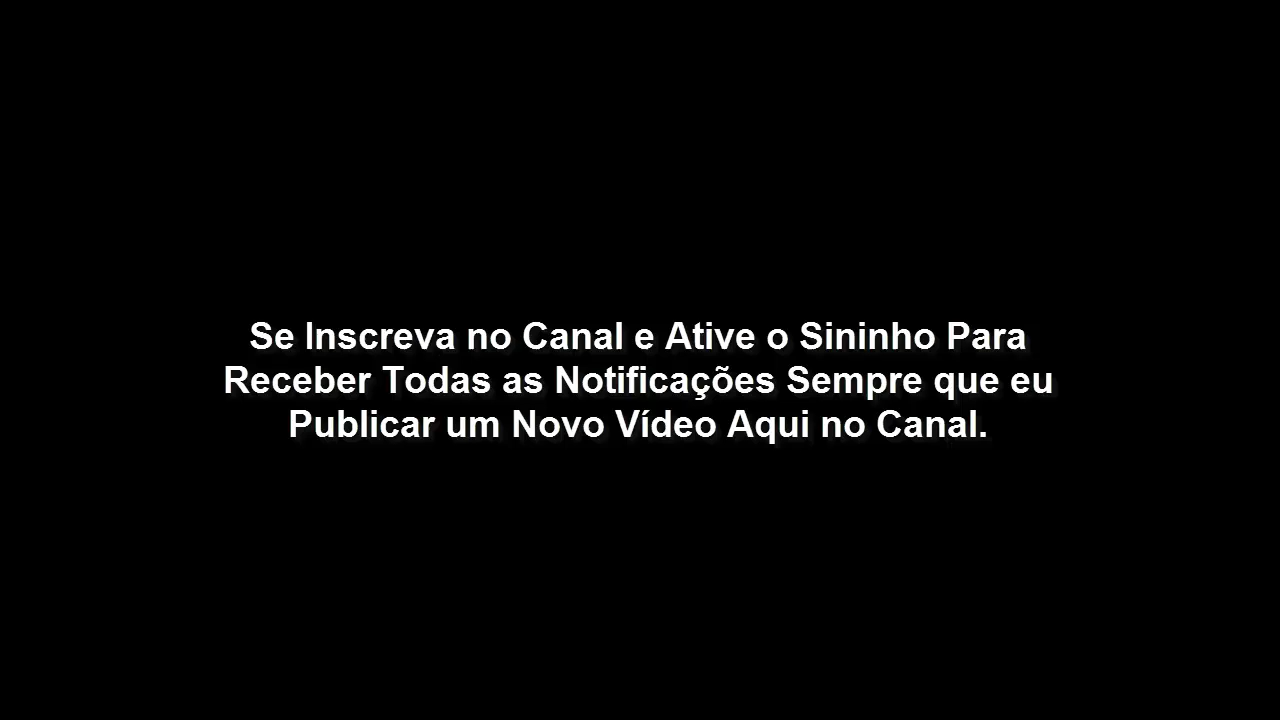 Se Inscreva no Canal e Ative o Sininho Para
Receber Todas as Notificações Sempre que eu
Publicar um Novo Vídeo Aqui no Canal.